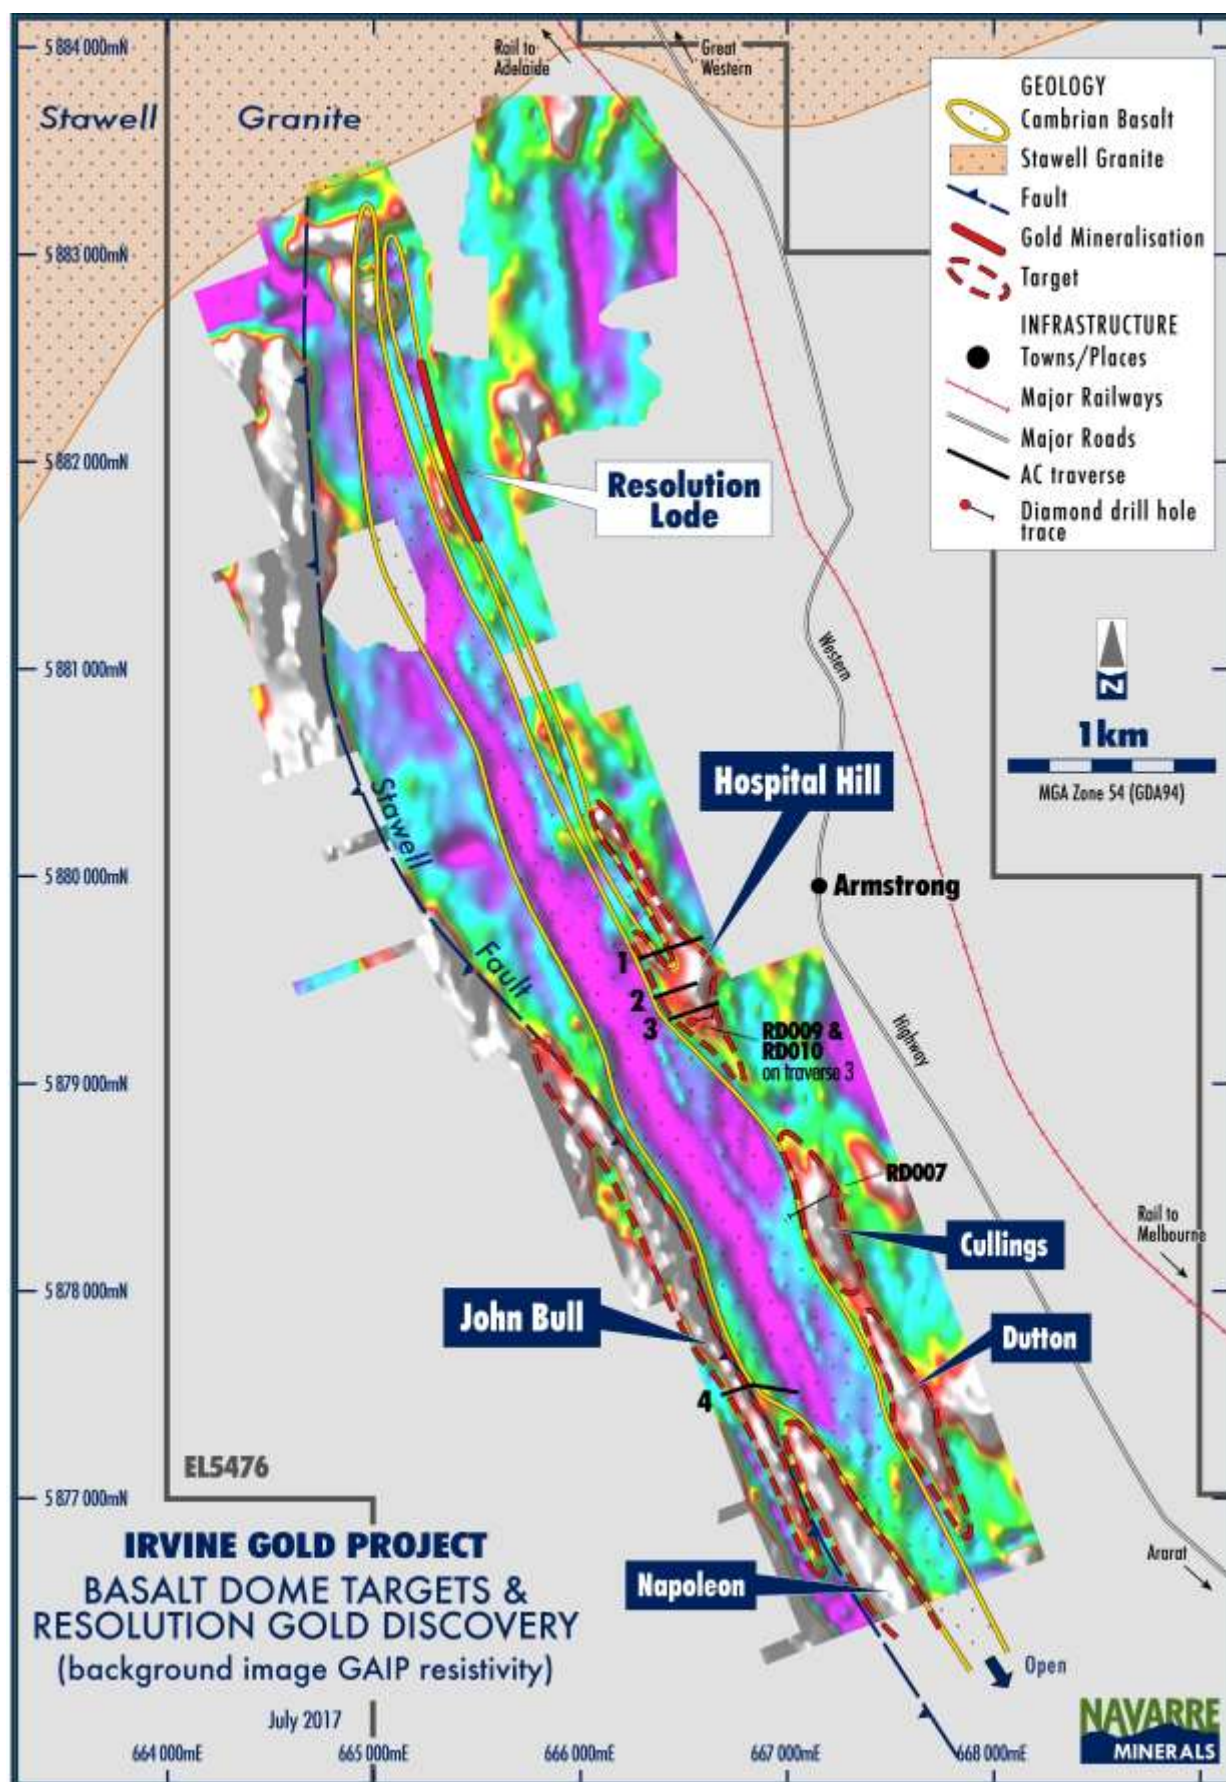 5 884 000mN
Rail to
Adelaide
Great
Western
Stawell Granite
GEOLOGY
Cambrian Basalt
Stawell Granite
Fault
Gold Mineralisation
Target
INFRASTRUCTURE
Towns/Places
Major Railways
Major Roads
AC traverse
Diamond drill hole
trace
5 883 000mN
5 882 000mN
Resolution
Lode
5 881 000mN
Western
N
1km
MGA Zone 54 (GDA94)
Hospital Hill
Stawell
Fault
5 880 000mN
Armstrong
1
2
3
RD009 &
RD010
on traverse 3
Highway
5 879 000mN
RD007
Rail to
Melbourne
Cullings
5 878 000mN
John Bull
Dutton
4
EL5476
5 877 000mN
IRVINE GOLD PROJECT
BASALT DOME TARGETS &
RESOLUTION GOLD DISCOVERY
(background image GAIP resistivity)
July 2017
Napoleon
Ararat
Open
NAVARRE
MINERALS
664 000mE
665 000mE
666 000mE
667 000mE
668 000mE